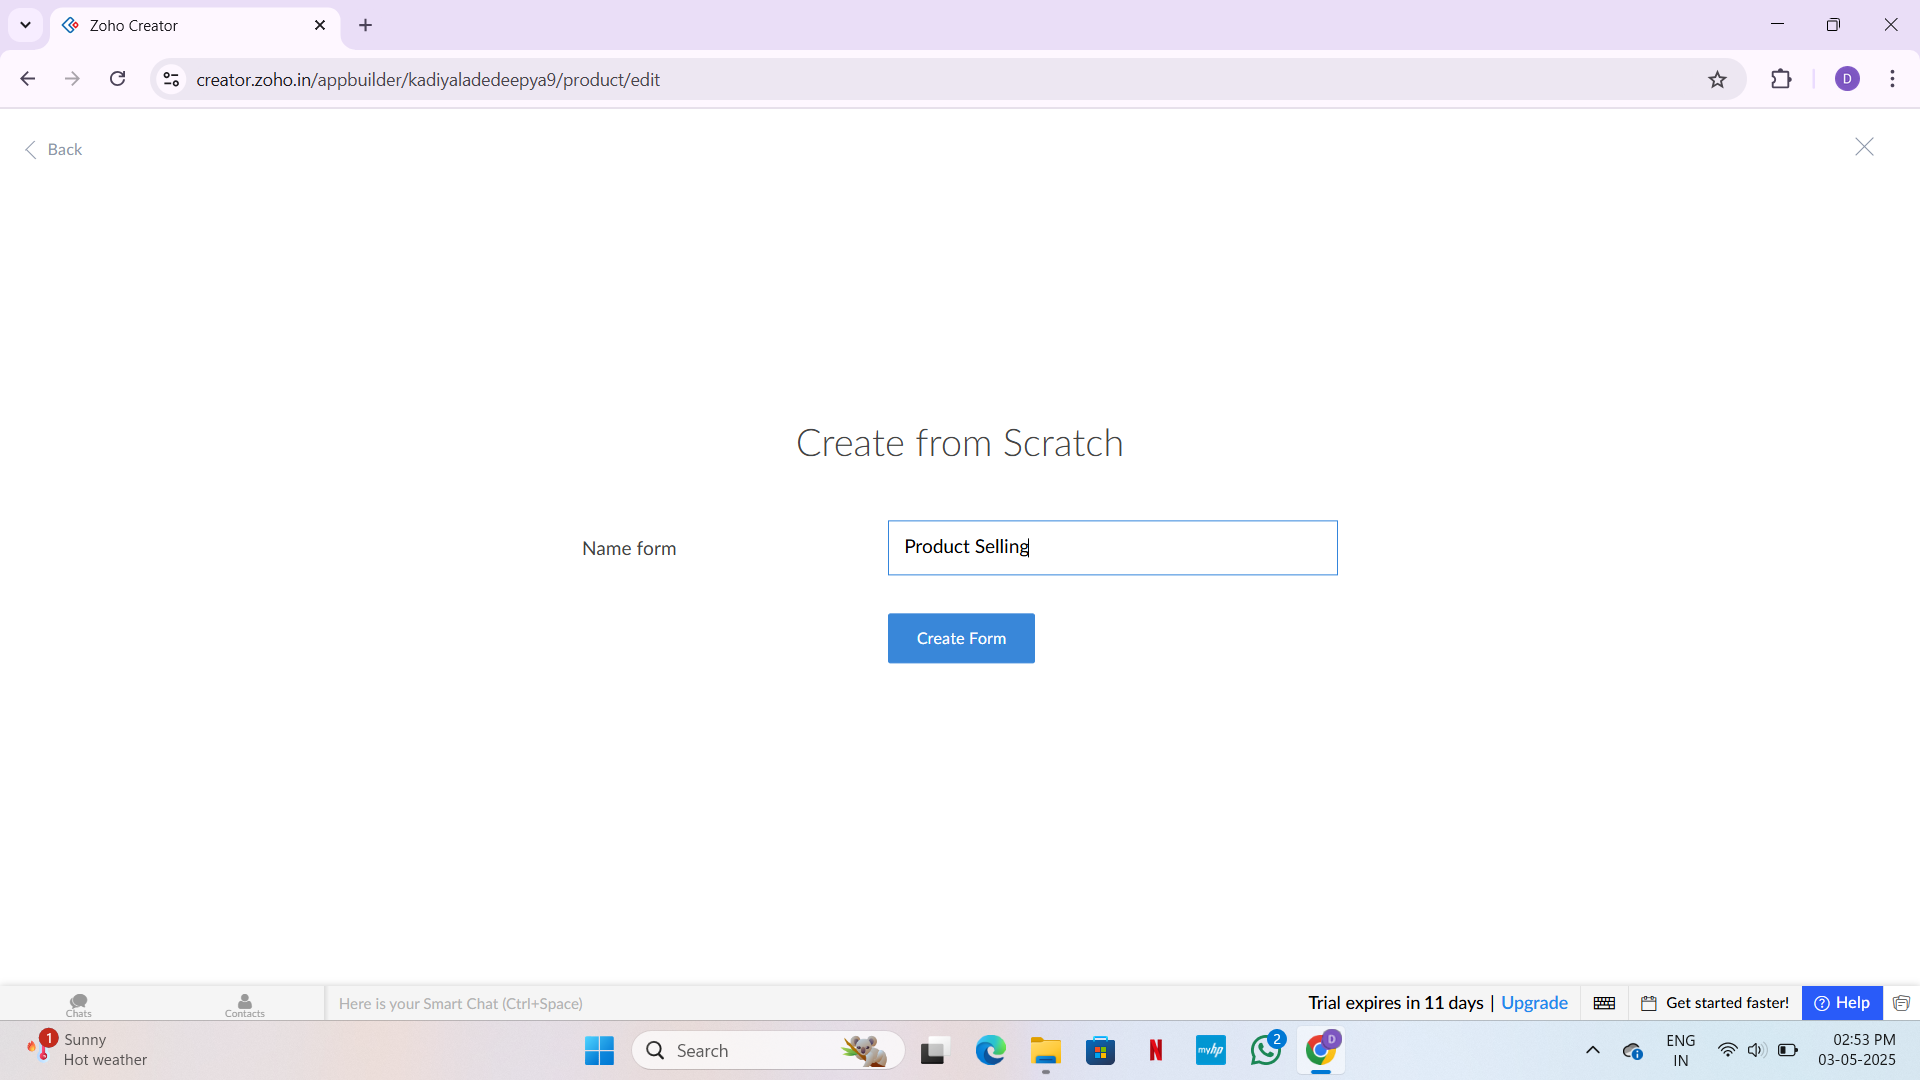 Zoho Creator
creator.zoho.in/appbuilder/kadiyaladedeepya9/product/edit
D
Back
Create from Scratch
Name form
Product Selling
Create Form
Chats
Contacts
Here is your Smart Chat (Ctrl+Space)
Trial expires in 11 days | Upgrade
Get started faster!
Help
1
Sunny
Hot weather
Search
N
myhp
2
D
ENG
IN
02:53 PM
03-05-2025